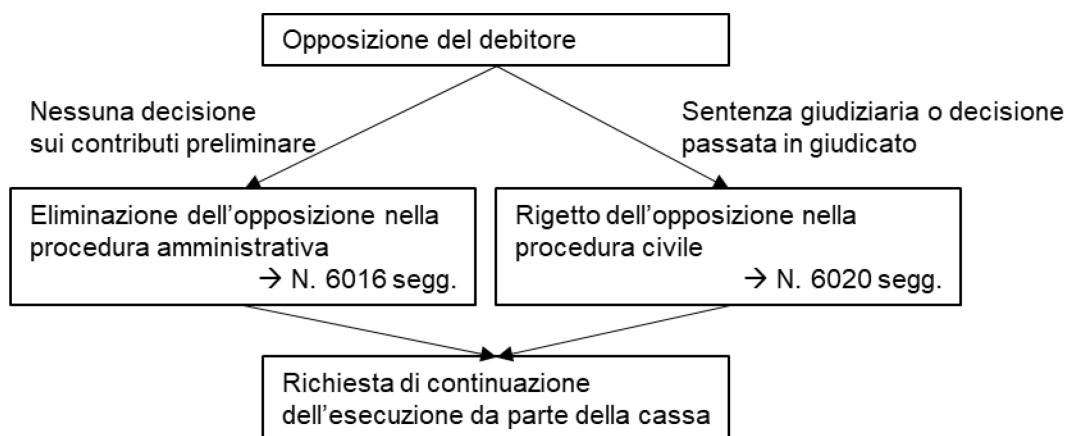 Opposizione del debitore
Nessuna decisione
sui contributi preliminare
Sentenza giudiziaria o decisione
passata in giudicato
Eliminazione dell'opposizione nella
procedura amministrativa
→ N. 6016 segg.
Rigetto dell'opposizione nella
procedura civile
→ N. 6020 segg.
Richiesta di continuazione
dell'esecuzione da parte della cassa